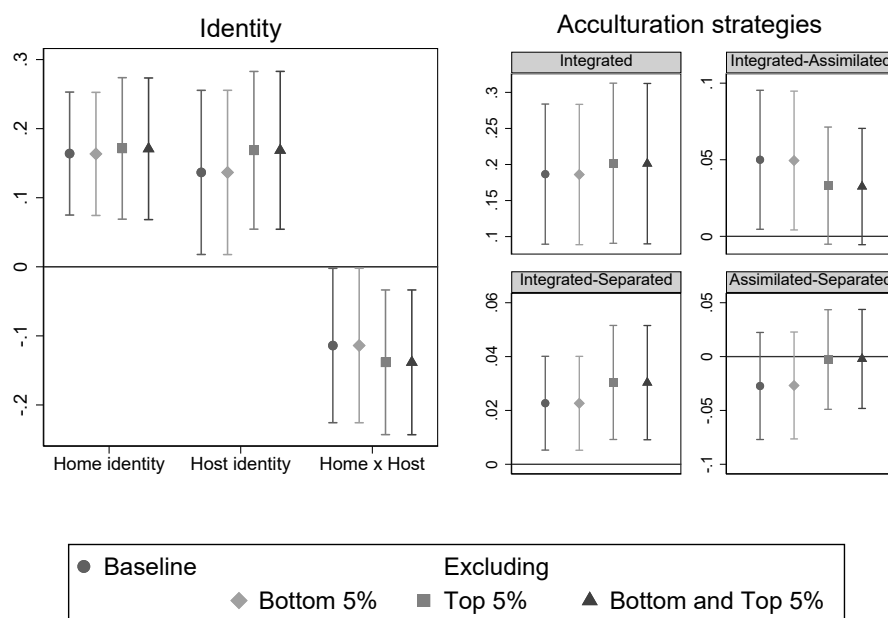 Identity
.3
.2
.1
0
-.1
-.2
Home identity
Host identity
Home x Host
Acculturation strategies
Integrated
.3
.25
.2
.15
.1
Integrated-Assimilated
.1
.05
0
Integrated-Separated
.06
.04
.02
0
Assimilated-Separated
.05
0
-.05
-.1
Baseline
Excluding
Bottom 5%
Top 5%
Bottom and Top 5%